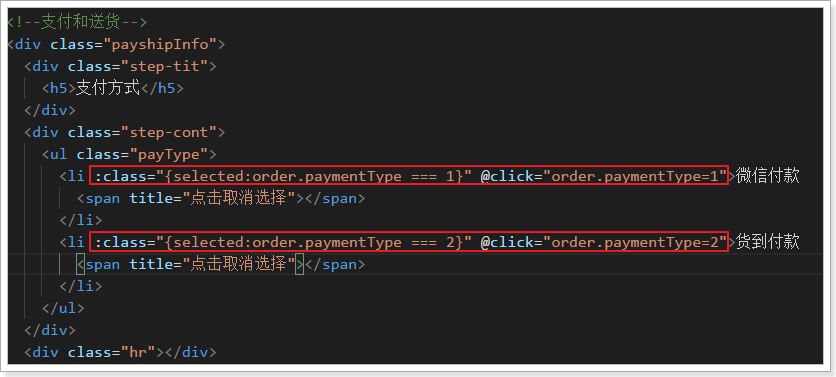 <!--支付和送货-->
<div class="payshipInfo">
<div class="step-tit">
<h5>支付方式</h5>
</div>
<div class="step-cont">
<ul class="payType">
<li :class="{selected:order.paymentType === 1}" @click="order.paymentType=1">微信付款
<span title="点击取消选择"></span>
</li>
<li :class="{selected:order.paymentType === 2}" @click="order.paymentType=2">货到付款
<span title="点击取消选择"></span>
</li>
</ul>
</div>
<div class="hr"></div>